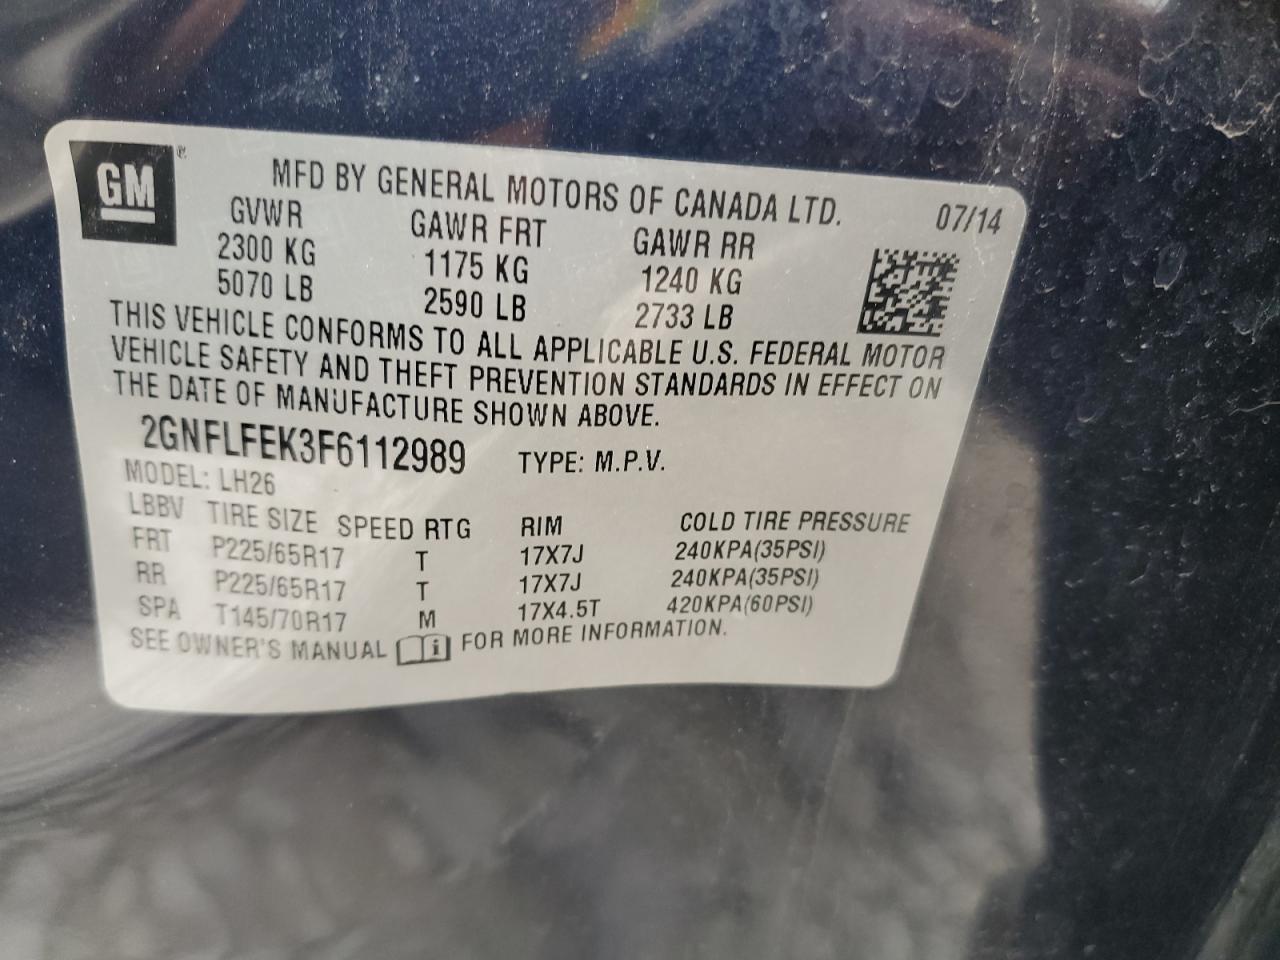 GM
MFD BY GENERAL MOTORS OF CANADA LTD. 07/14
GVWR GAWR FRT GAWR RR
2300 KG 1175 KG 1240 KG
5070 LB 2590 LB 2733 LB
THIS VEHICLE CONFORMS TO ALL APPLICABLE U.S. FEDERAL MOTOR
VEHICLE SAFETY AND THEFT PREVENTION STANDARDS IN EFFECT ON
THE DATE OF MANUFACTURE SHOWN ABOVE.
2GNFLFEK3F6112989 TYPE: M.P.V.
MODEL: LH26
LBBV TIRE SIZE SPEED RTG RIM COLD TIRE PRESSURE
FRT P225/65R17 T 17X7J 240KPA(35PSI)
RR P225/65R17 T 17X7J 240KPA(35PSI)
SPA T145/70R17 M 17X4.5T 420KPA(60PSI)
SEE OWNER'S MANUAL i FOR MORE INFORMATION.